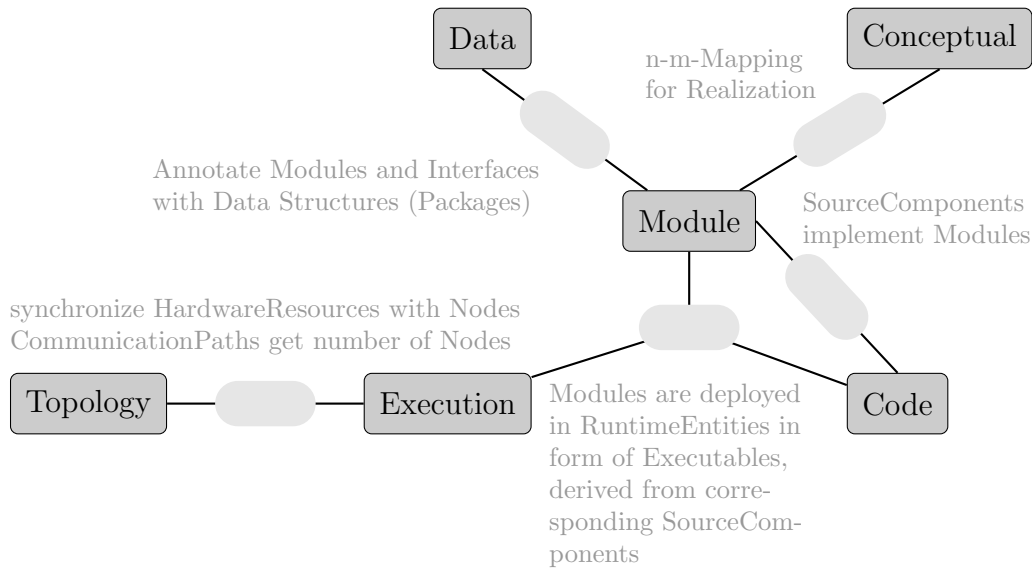 Data
Conceptual
n-m-Mapping
for Realization
Annotate Modules and Interfaces
with Data Structures (Packages)
Module
SourceComponents
implement Modules
synchronize HardwareResources with Nodes
CommunicationPaths get number of Nodes
Topology
Execution
Code
Modules are deployed
in RuntimeEntities in
form of Executables,
derived from corre-
sponding SourceCom-
ponents